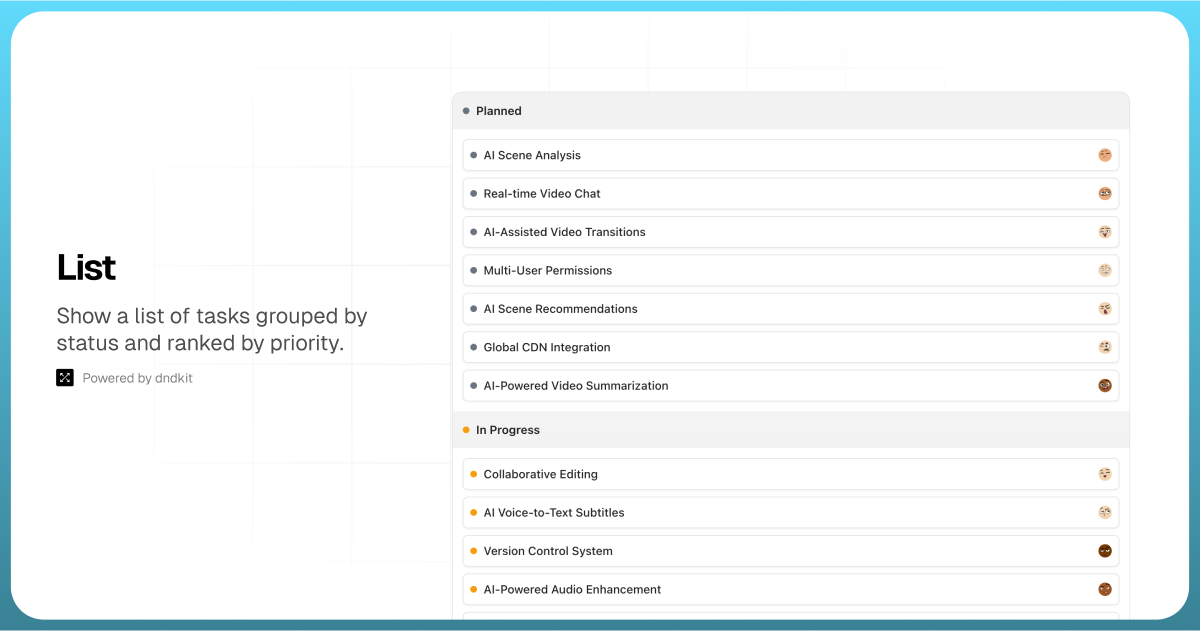 List
Show a list of tasks grouped by
status and ranked by priority.
Powered by dndkit
Planned
AI Scene Analysis
Real-time Video Chat
AI-Assisted Video Transitions
Multi-User Permissions
AI Scene Recommendations
Global CDN Integration
AI-Powered Video Summarization
In Progress
Collaborative Editing
AI Voice-to-Text Subtitles
Version Control System
AI-Powered Audio Enhancement